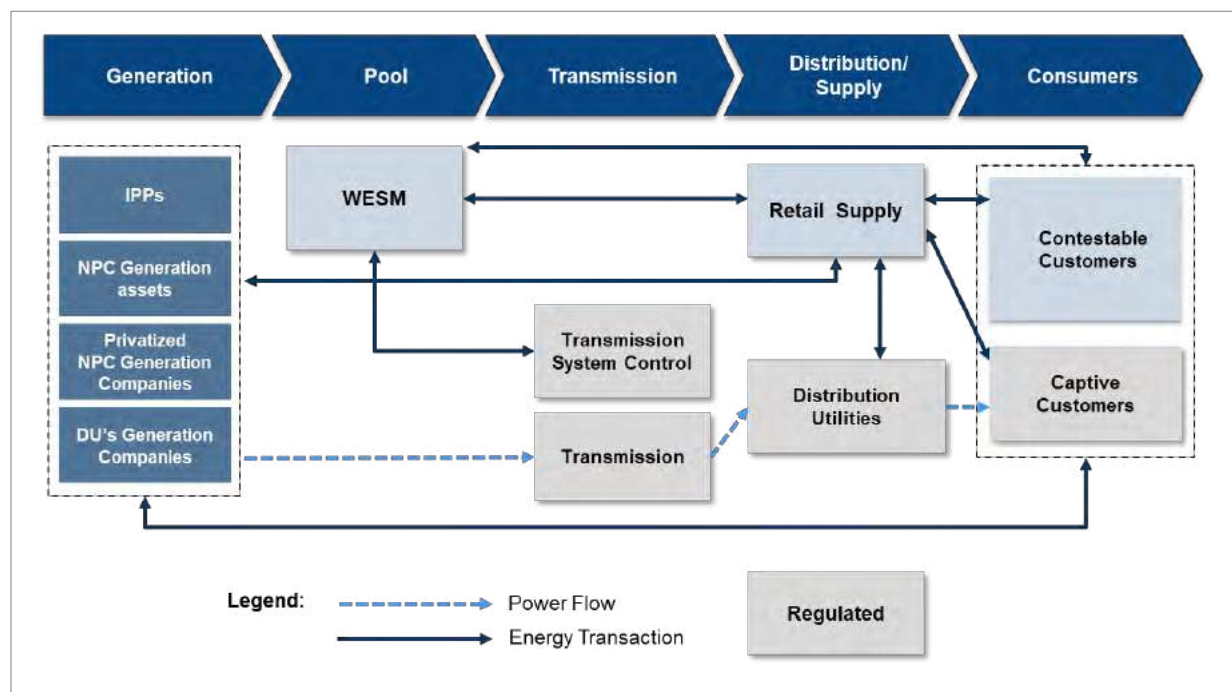 Generation
Pool
Transmission
Distribution/
Supply
Consumers
IPPs
NPC Generation
assets
Privatized
NPC Generation
Companies
DU's Generation
Companies
WESM
Transmission
System Control
Transmission
Retail Supply
Distribution
Utilities
Contestable
Customers
Captive
Customers
Legend:
Power Flow
Energy Transaction
Regulated